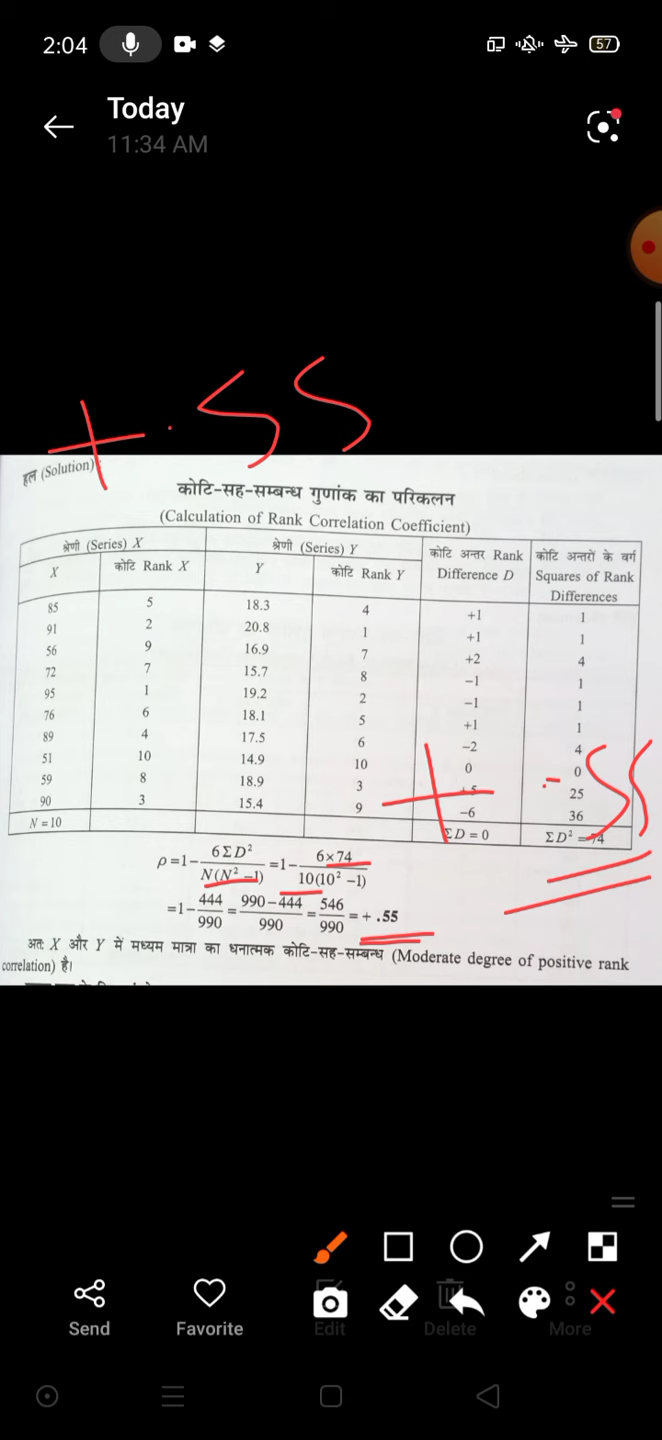 2:04
57
Today
11:34 AM
+ .55
हल (Solution)
कोटि-सह-सम्बन्ध गुणांक का परिकलन
(Calculation of Rank Correlation Coefficient)
श्रेणी (Series) X श्रेणी (Series) Y कोटि अन्तर Rank Difference D कोटि अन्तरों के वर्ग Squares of Rank Differences
X कोटि Rank X Y कोटि Rank Y
85 5 18.3 4 +1 1
91 2 20.8 1 +1 1
56 9 16.9 7 +2 4
72 7 15.7 8 −1 1
95 1 19.2 2 −1 1
76 6 18.1 5 +1 1
89 4 17.5 6 −2 4
51 10 14.9 10 0 0
59 8 18.9 3 +5 25
90 3 15.4 9 −6 36
N = 10 ΣD = 0 ΣD² = 74
+ .55
ρ = 1 − 6ΣD² / N(N² −1) = 1 − 6×74 / 10(10² −1)
= 1 − 444/990 = 990 − 444 / 990 = 546/990 = + .55
अतः X और Y में मध्यम मात्रा का धनात्मक कोटि-सह-सम्बन्ध (Moderate degree of positive rank
correlation) है।
Send
Favorite
Edit
Delete
More